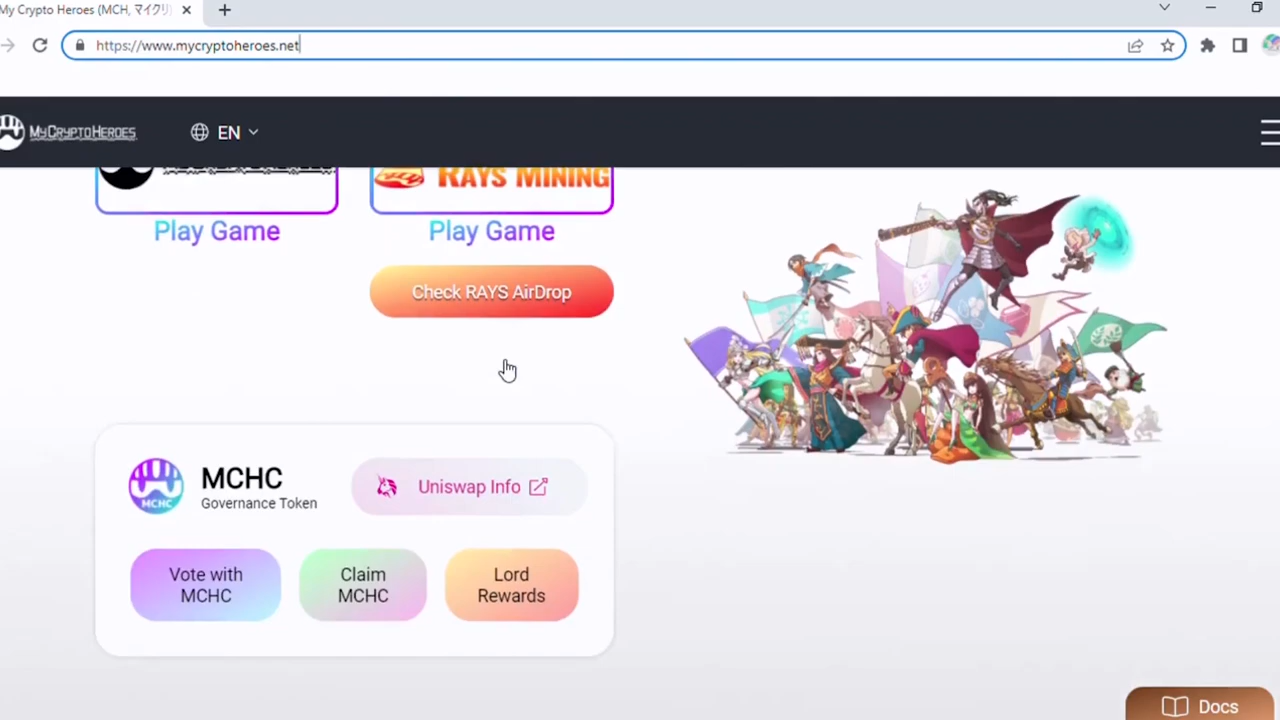 My Crypto Heroes (MCH, マイクリ)
https://www.mycryptoheroes.net
MYCRYPTOHEROES
EN
RAYS MINING
Play Game
Play Game
Check RAYS AirDrop
MCHC
MCHC
Governance Token
Uniswap Info
Vote with
MCHC
Claim
MCHC
Lord
Rewards
Docs